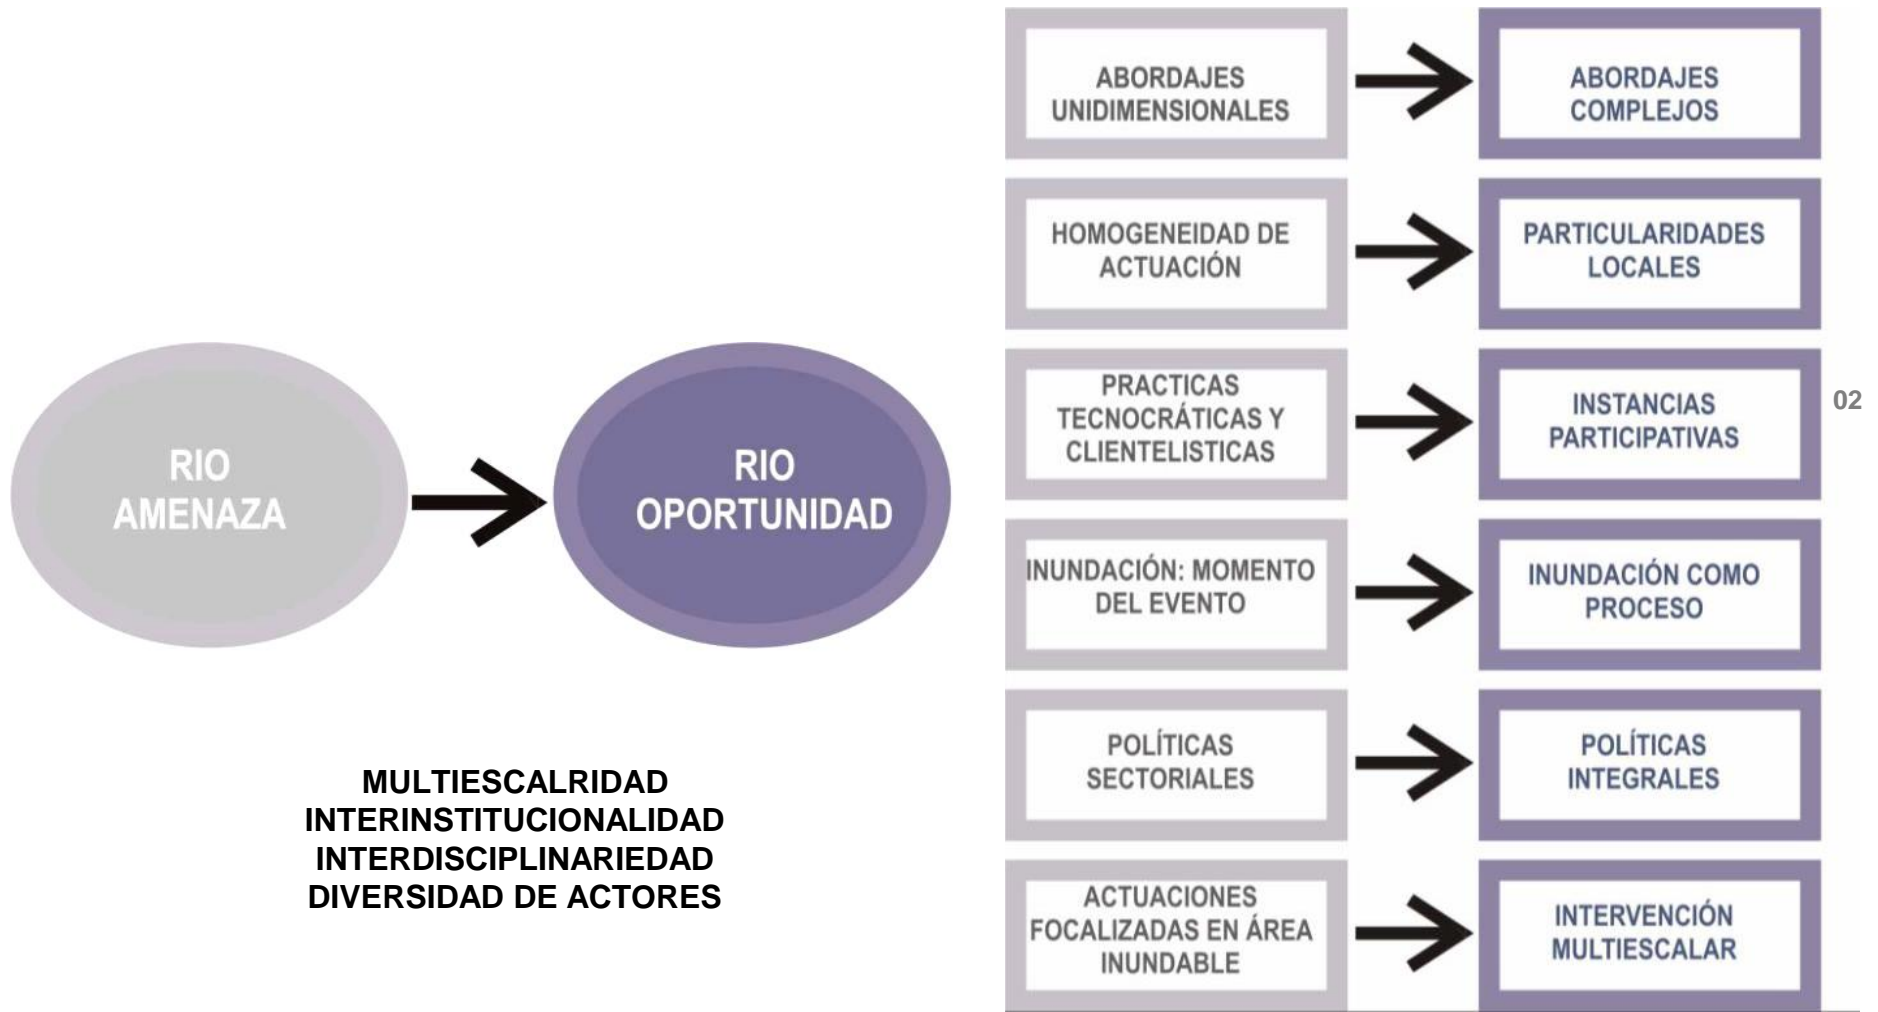 RIO
AMENAZA
RIO
OPORTUNIDAD
MULTIESCALRIDAD
INTERINSTITUCIONALIDAD
INTERDISCIPLINARIEDAD
DIVERSIDAD DE ACTORES
ABORDAJES
UNIDIMENSIONALES
ABORDAJES
COMPLEJOS
HOMOGENEIDAD DE
ACTUACIÓN
PARTICULARIDADES
LOCALES
PRACTICAS
TECNOCRÁTICAS Y
CLIENTELISTICAS
INSTANCIAS
PARTICIPATIVAS
02
INUNDACIÓN: MOMENTO
DEL EVENTO
INUNDACIÓN COMO
PROCESO
POLÍTICAS
SECTORIALES
POLÍTICAS
INTEGRALES
ACTUACIONES
FOCALIZADAS EN ÁREA
INUNDABLE
INTERVENCIÓN
MULTIESCALAR